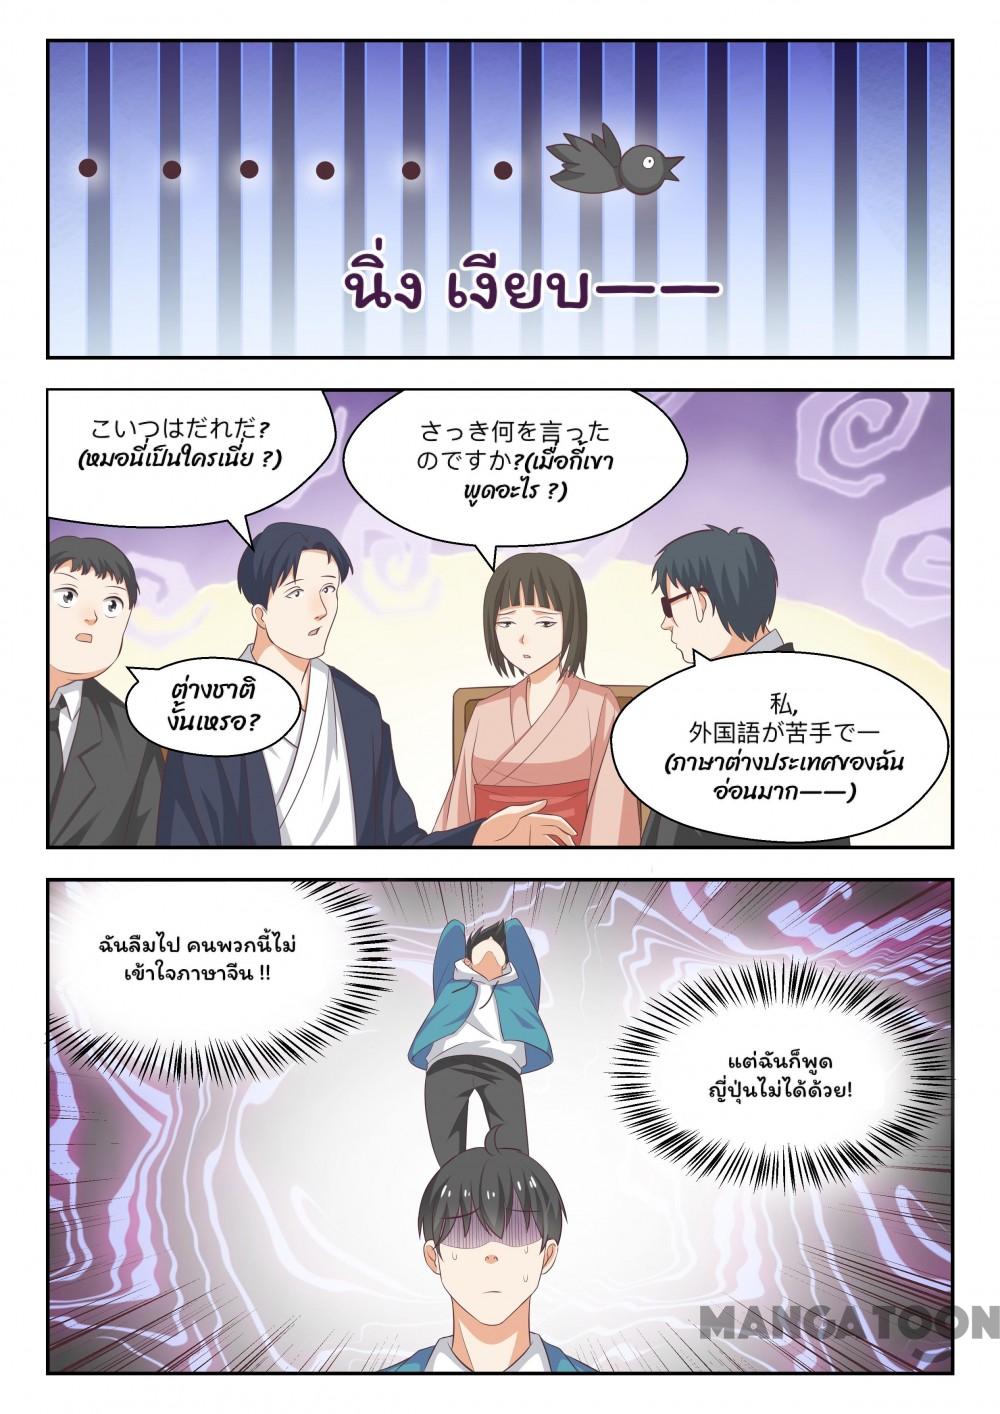 นิ่ง เงียบ——
こいつはだれだ?
(หมอนี่เป็นใครเนี่ย ?)
さっき何を言った
のですか?(เมื่อกี้เขา
พูดอะไร ?)
ต่างชาติ
งั้นเหรอ?
私,
外国語が苦手で—
(ภาษาต่างประเทศของฉัน
อ่อนมาก——)
ฉันลืมไป คนพวกนี้ไม่
เข้าใจภาษาจีน !!
แต่ฉันก็พูด
ญี่ปุ่นไม่ได้ด้วย!
MANGATOON